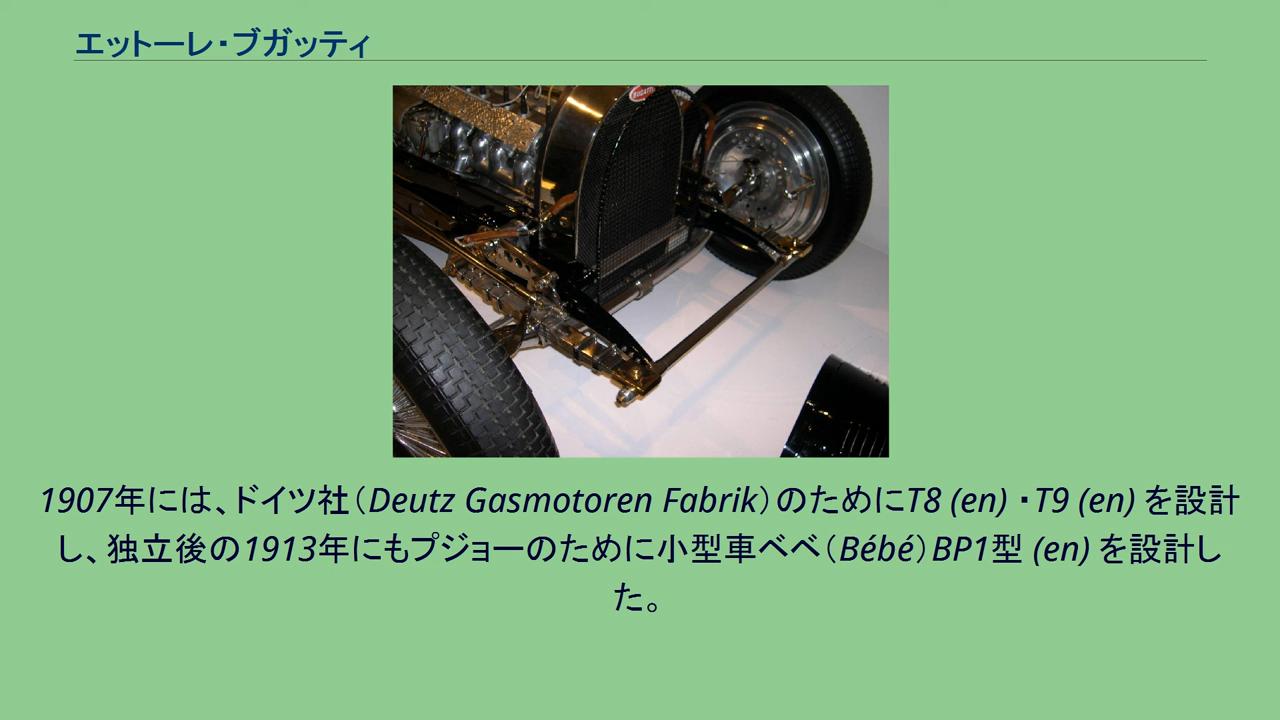 エットーレ・ブガッティ
BUGATTI
1907年には、ドイツ社（Deutz Gasmotoren Fabrik）のためにT8 (en) ・T9 (en) を設計
し、独立後の1913年にもプジョーのために小型車ベベ（Bébé）BP1型 (en) を設計し
た。